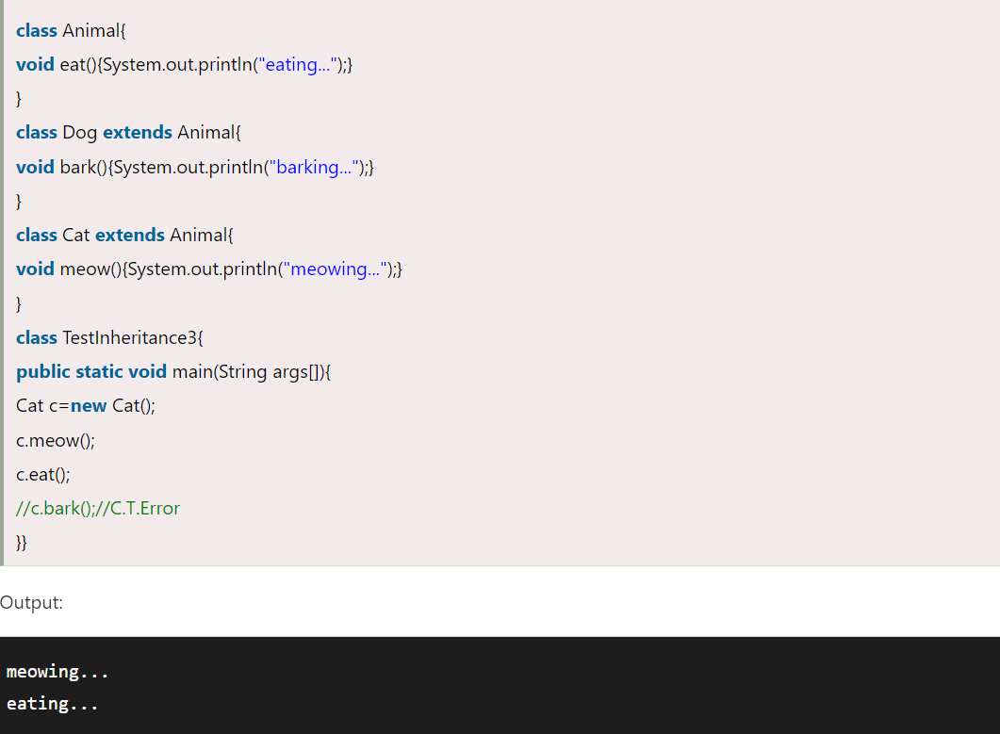 class Animal{
void eat(){System.out.println("eating...");}
}
class Dog extends Animal{
void bark(){System.out.println("barking...");}
}
class Cat extends Animal{
void meow(){System.out.println("meowing...");}
}
class TestInheritance3{
public static void main(String args[]){
Cat c=new Cat();
c.meow();
c.eat();
//c.bark();//C.T.Error
}}
Output:
meowing...
eating...